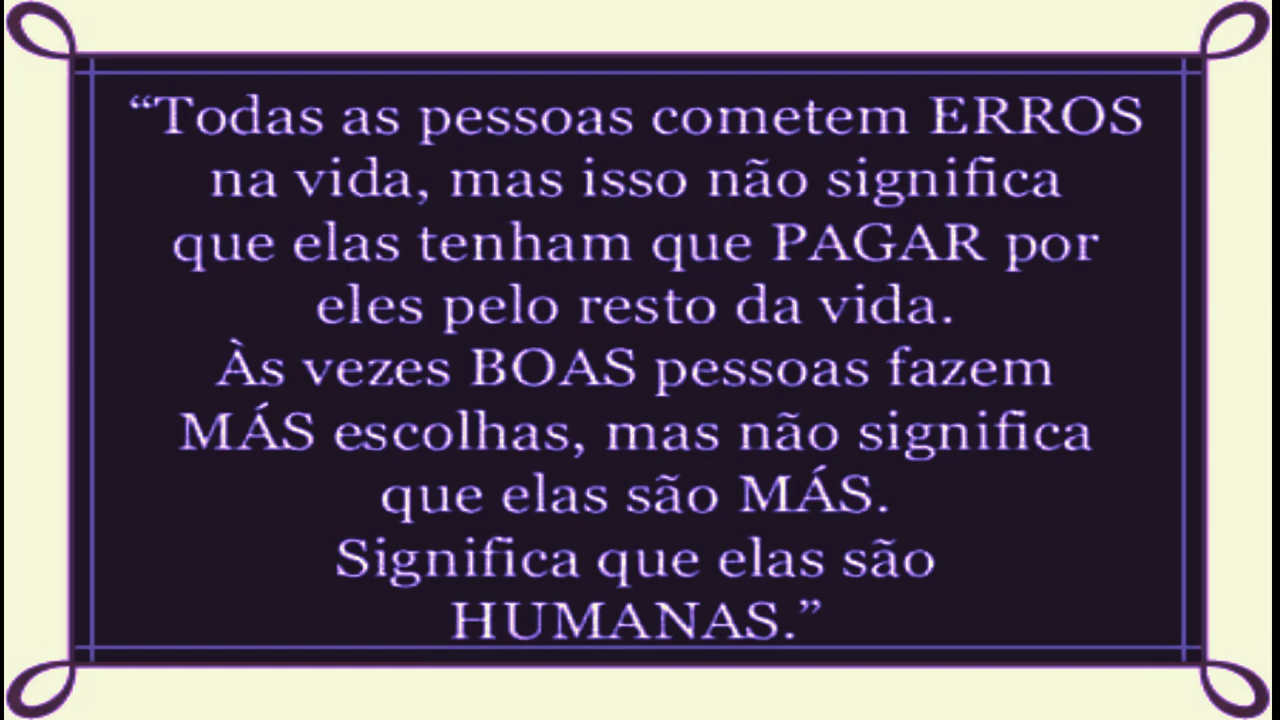 “Todas as pessoas cometem ERROS
na vida, mas isso não significa
que elas tenham que PAGAR por
eles pelo resto da vida.
Às vezes BOAS pessoas fazem
MÁS escolhas, mas não significa
que elas são MÁS.
Significa que elas são
HUMANAS.”